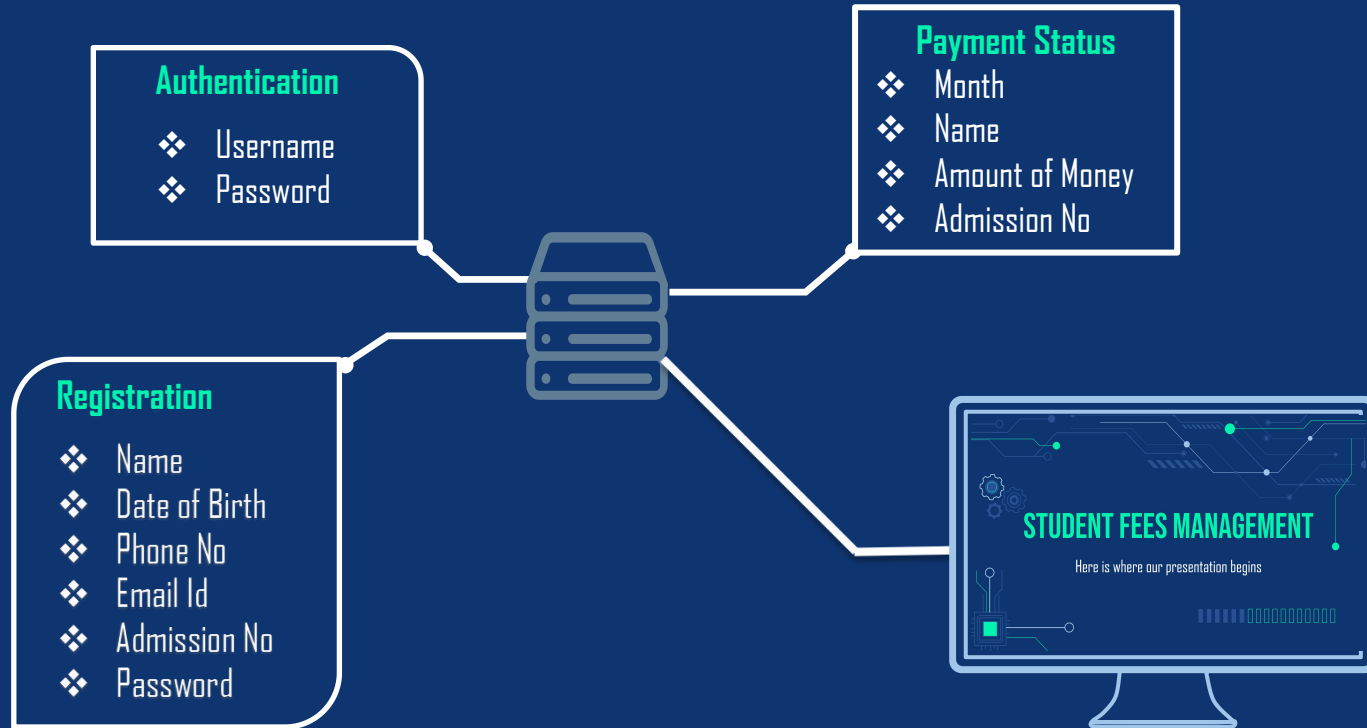 Authentication
❖ Username
❖ Password
Payment Status
❖ Month
❖ Name
❖ Amount of Money
❖ Admission No
Registration
❖ Name
❖ Date of Birth
❖ Phone No
❖ Email Id
❖ Admission No
❖ Password
STUDENT FEES MANAGEMENT
Here is where our presentation begins